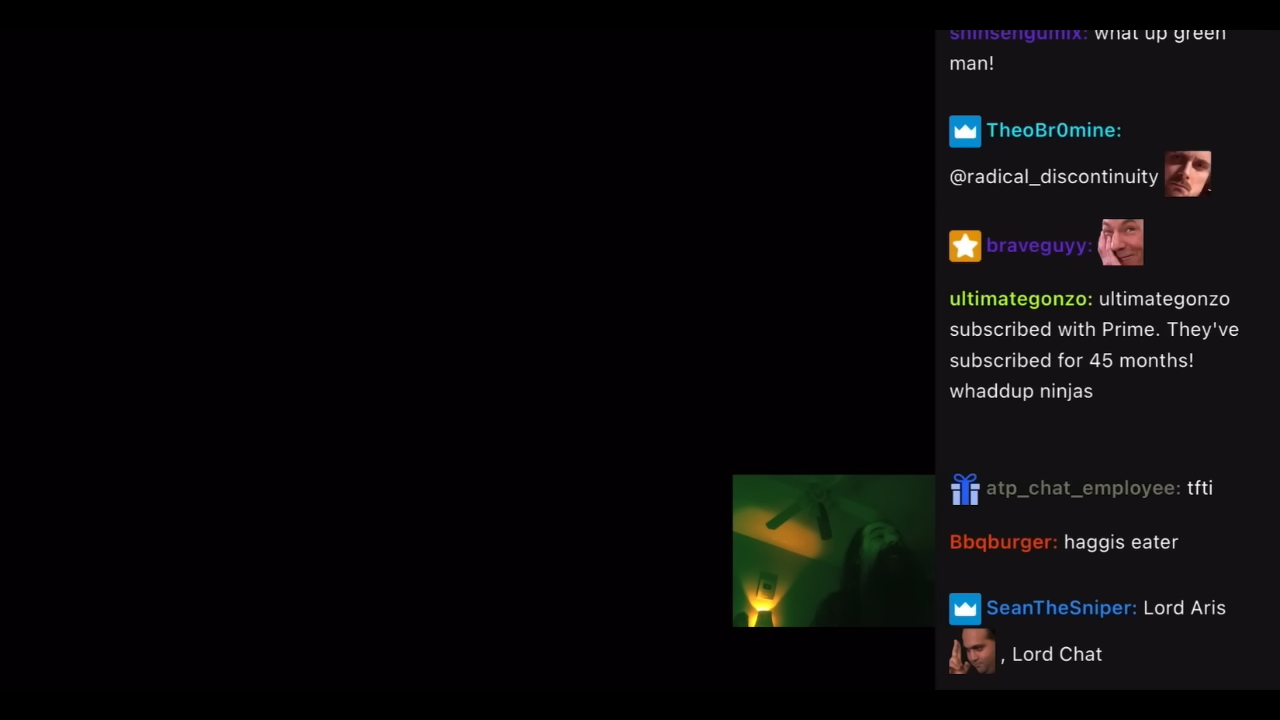 shinsengumix: what up green
man!
TheoBr0mine:
@radical_discontinuity
braveguyy:
ultimategonzo: ultimategonzo
subscribed with Prime. They've
subscribed for 45 months!
whaddup ninjas
atp_chat_employee: tfti
Bbqburger: haggis eater
SeanTheSniper: Lord Aris
, Lord Chat